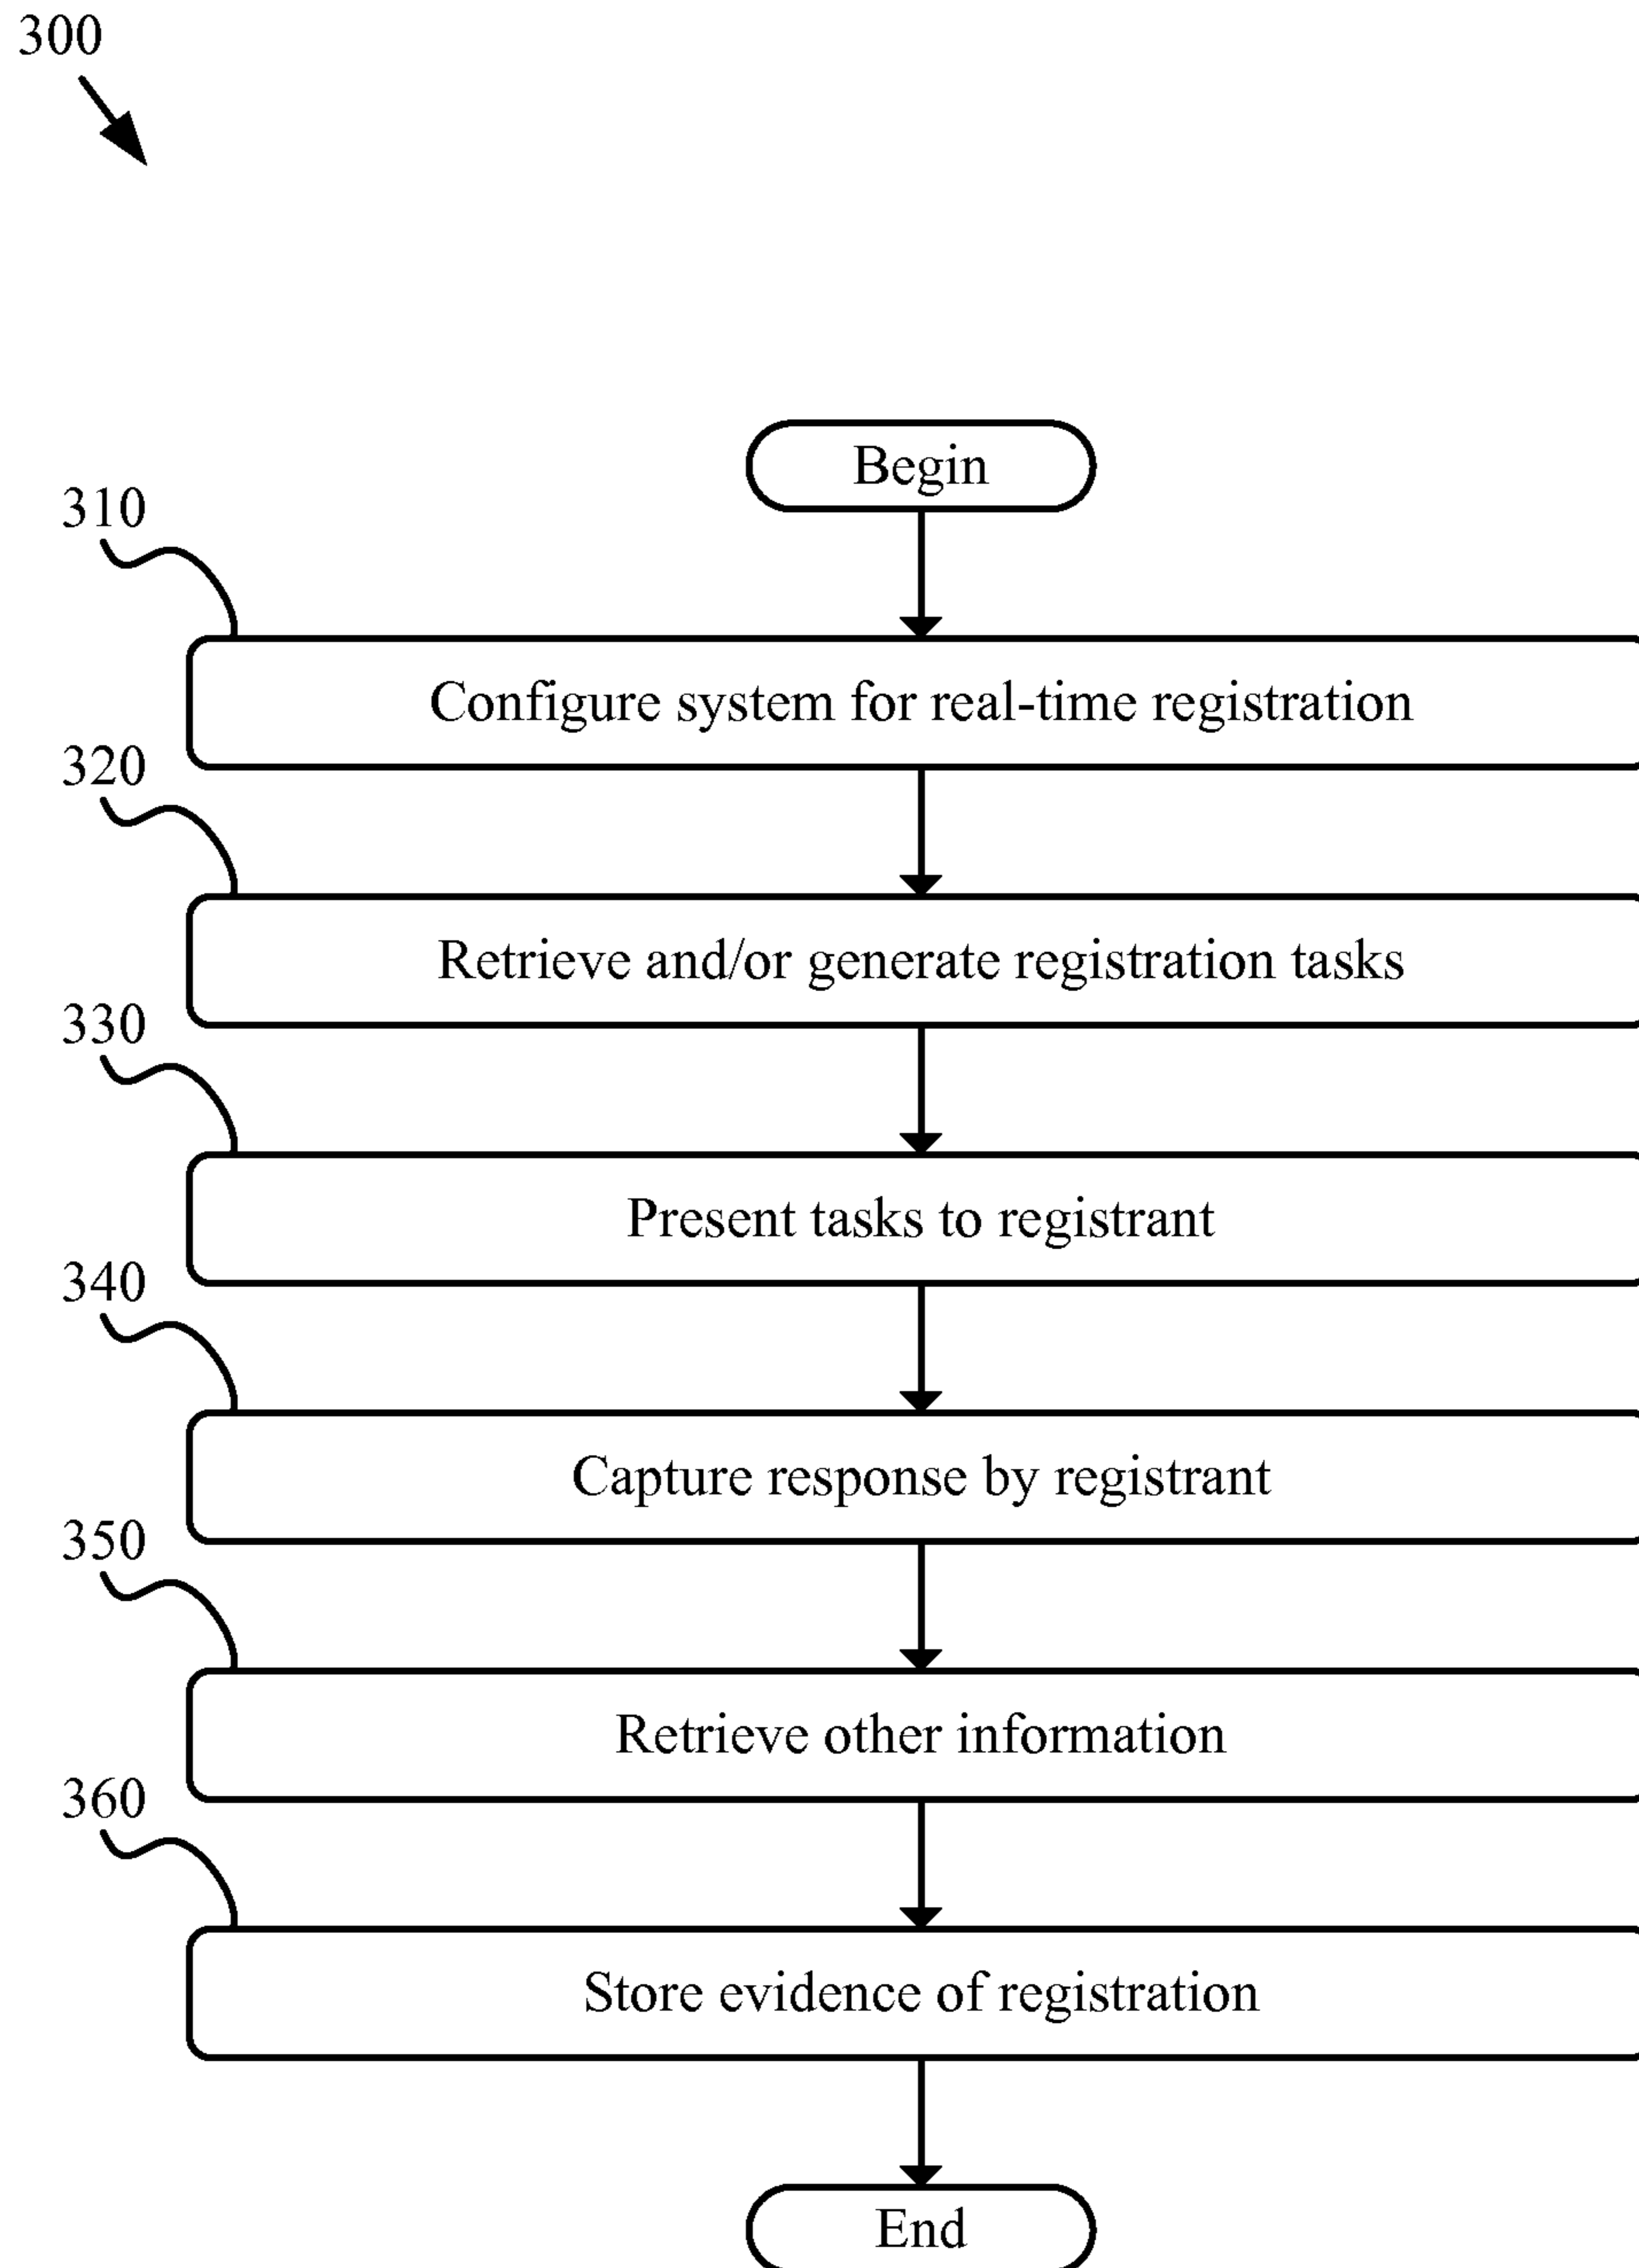 300
Begin
310
Configure system for real-time registration
320
Retrieve and/or generate registration tasks
330
Present tasks to registrant
340
Capture response by registrant
350
Retrieve other information
360
Store evidence of registration
End